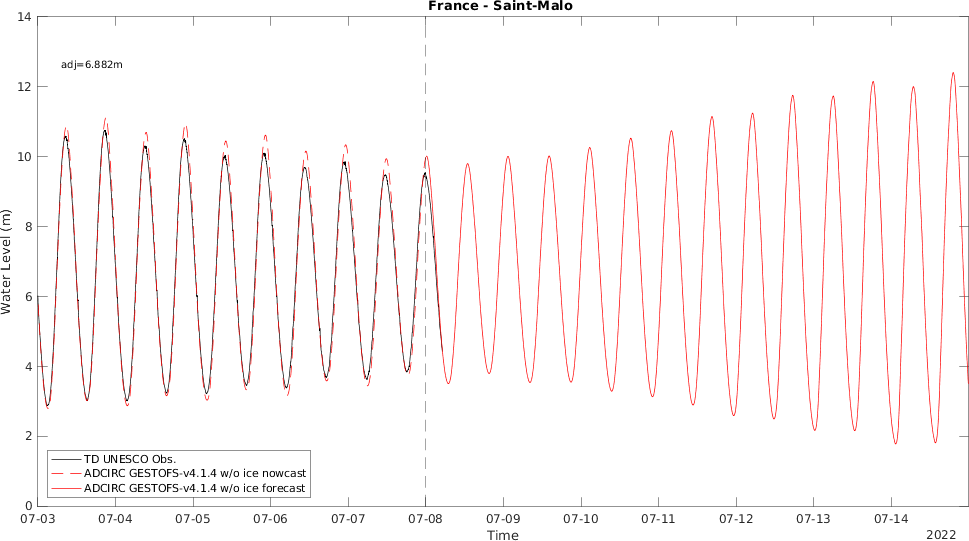 France - Saint-Malo
14
12
10
8
6
4
2
0
Water Level (m)
adj=6.882m
TD UNESCO Obs.
ADCIRC GESTOFS-v4.1.4 w/o ice nowcast
ADCIRC GESTOFS-v4.1.4 w/o ice forecast
07-03 07-04 07-05 07-06 07-07 07-08 07-09 07-10 07-11 07-12 07-13 07-14
Time
2022